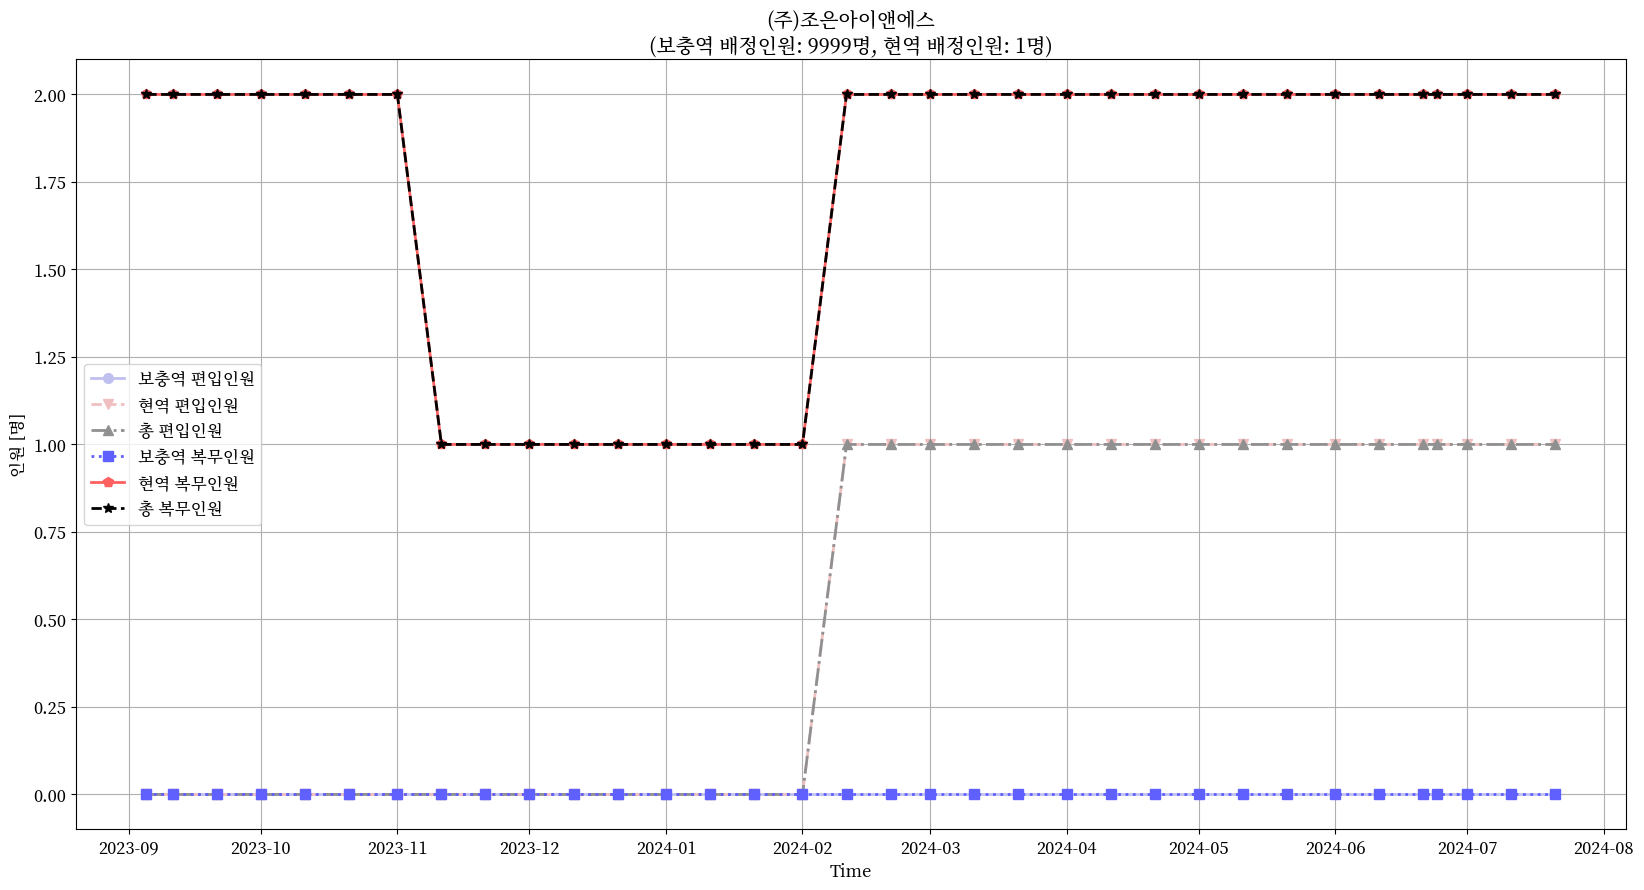 (주)조은아이앤에스
(보충역 배정인원: 9999명, 현역 배정인원: 1명)
2.00
1.75
1.50
1.25
1.00
0.75
0.50
0.25
0.00
인원 [명]
보충역 편입인원
현역 편입인원
총 편입인원
보충역 복무인원
현역 복무인원
총 복무인원
2023-09 2023-10 2023-11 2023-12 2024-01 2024-02 2024-03 2024-04 2024-05 2024-06 2024-07 2024-08
Time